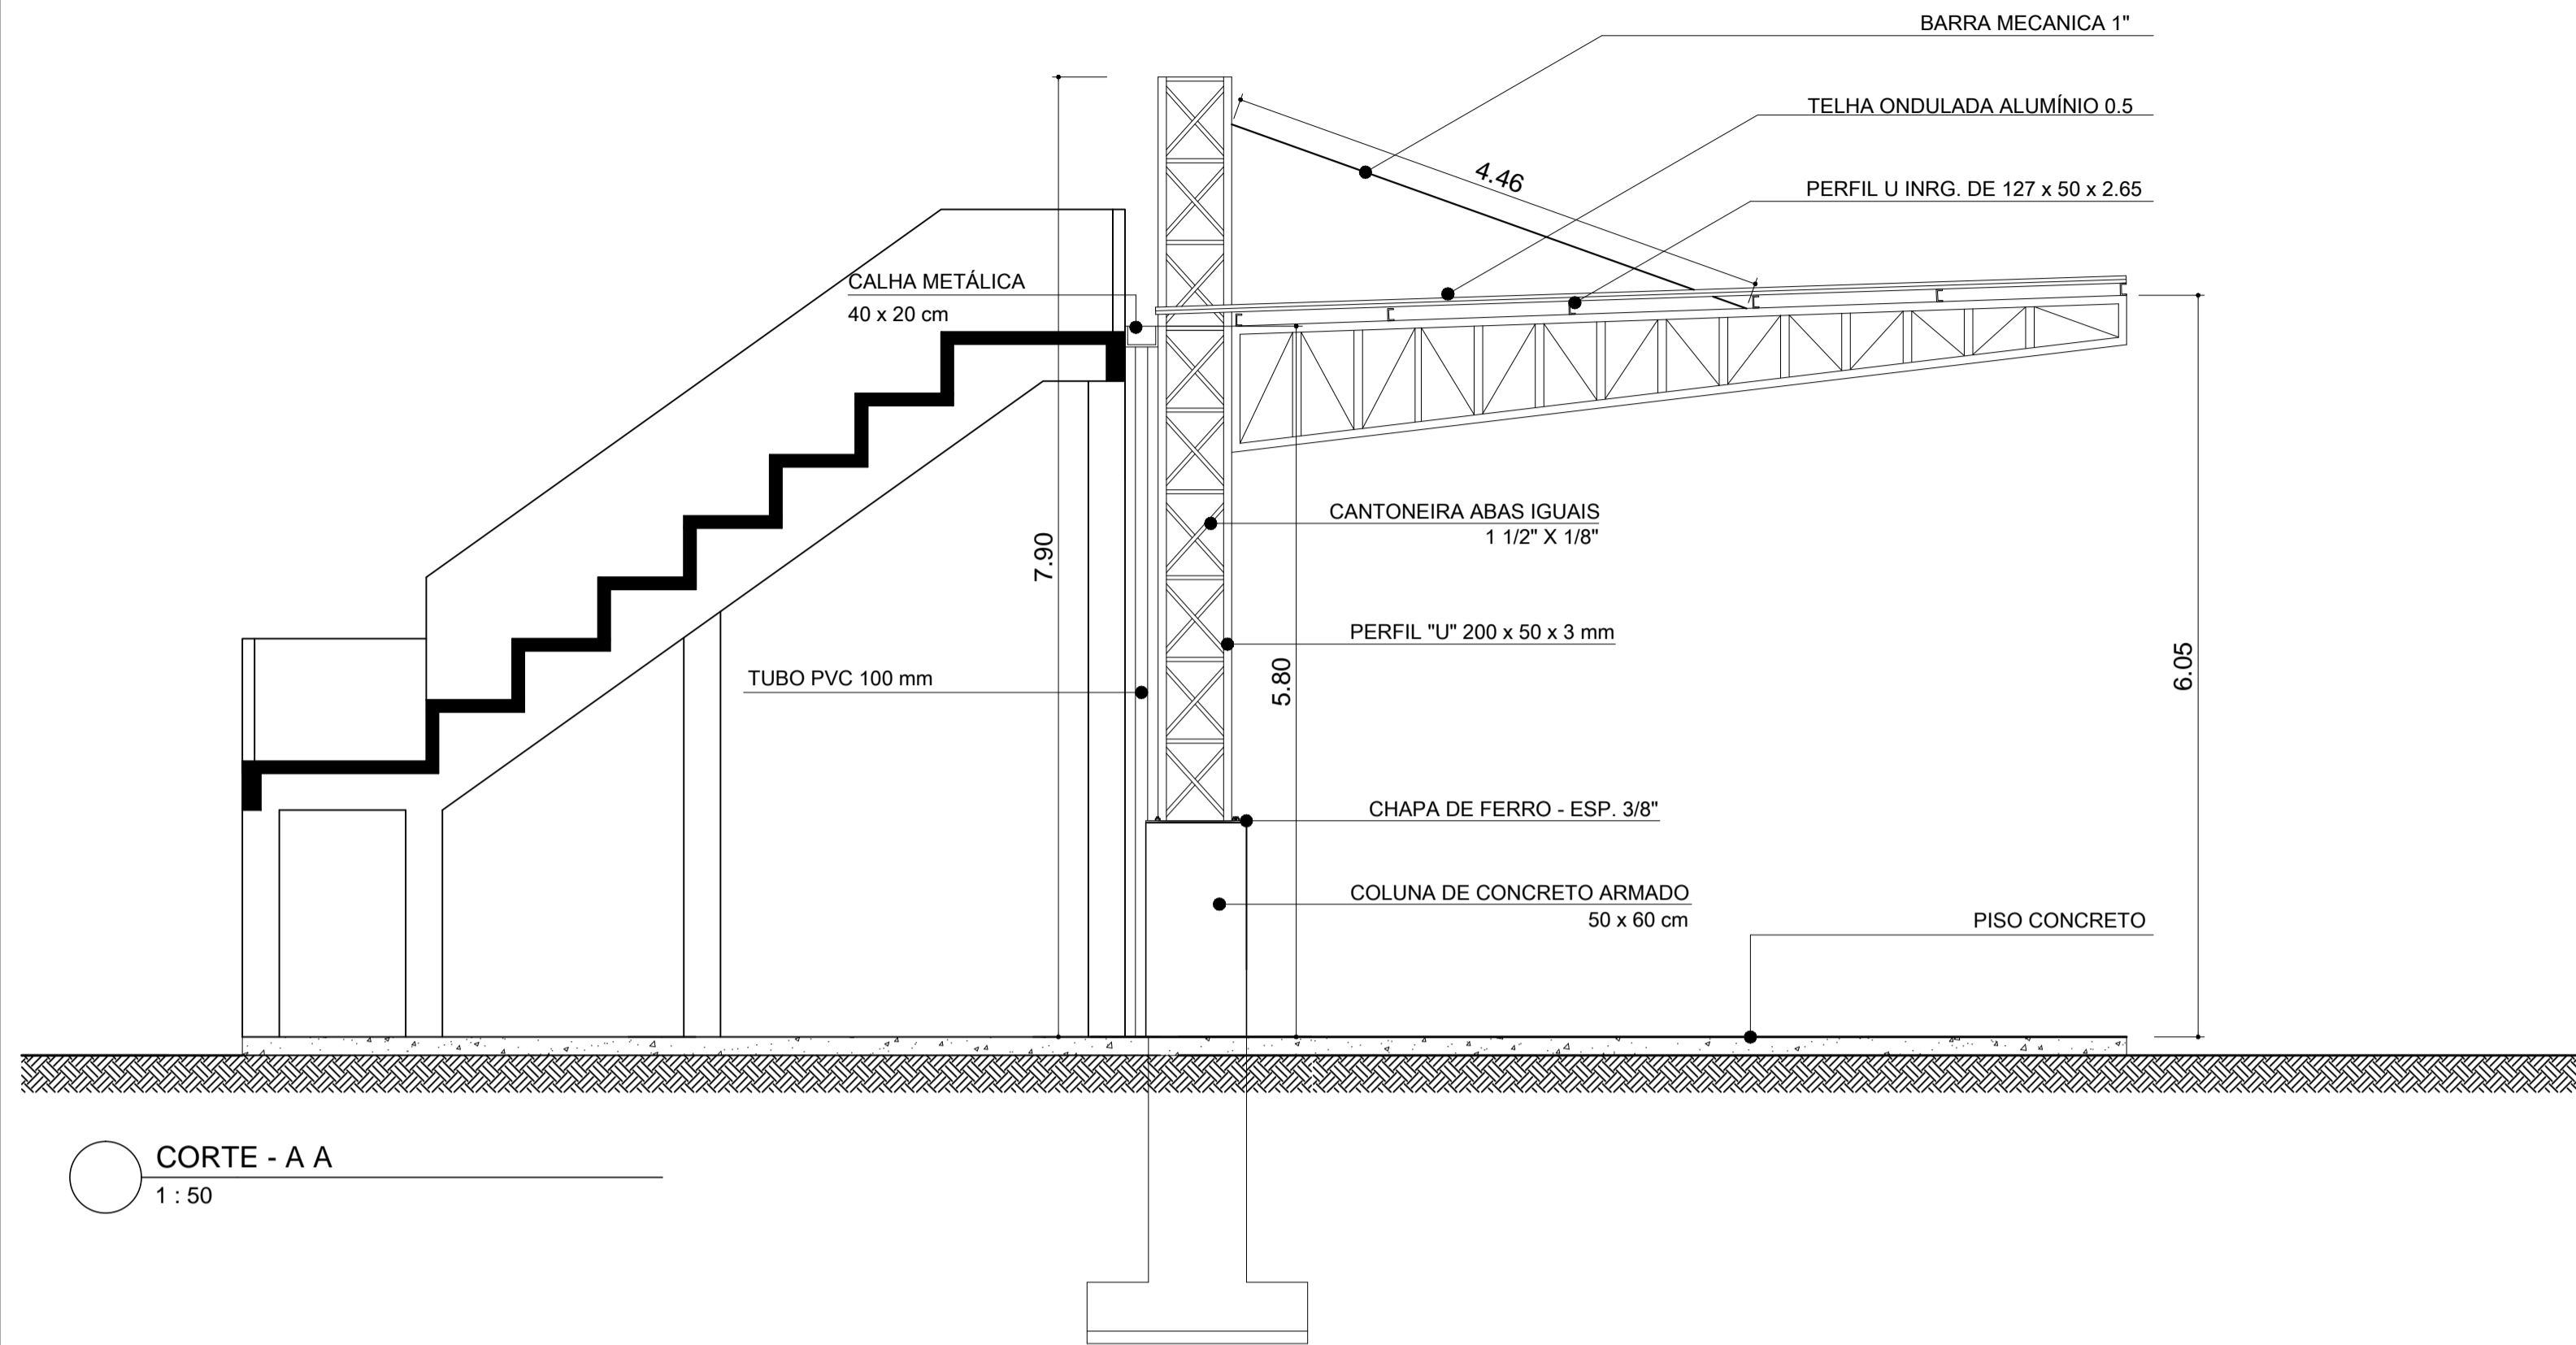 BARRA MECANICA 1"
TELHA ONDULADA ALUMÍNIO 0.5
4.46
PERFIL U INRG. DE 127 x 50 x 2.65
CALHA METÁLICA
40 x 20 cm
CANTONEIRA ABAS IGUAIS
1 1/2" X 1/8"
7.90
PERFIL "U" 200 x 50 x 3 mm
TUBO PVC 100 mm
5.80
6.05
CHAPA DE FERRO - ESP. 3/8"
COLUNA DE CONCRETO ARMADO
50 x 60 cm
PISO CONCRETO
CORTE - A A
1 : 50